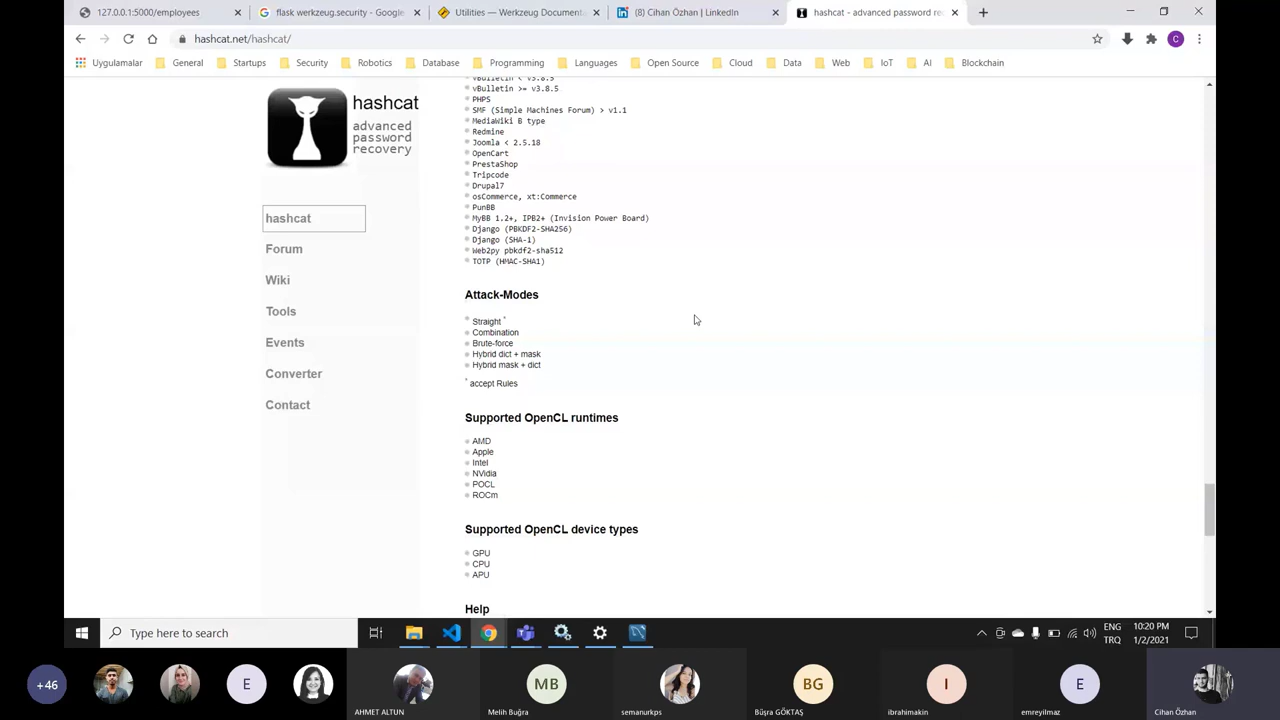 127.0.0.1:5000/employees
flask werkzeug.security - Google
Utilities — Werkzeug Documenta
(8) Cihan Özhan | LinkedIn
hashcat - advanced password re
hashcat.net/hashcat/
C
Uygulamalar
General
Startups
Security
Robotics
Database
Programming
Languages
Open Source
Cloud
Data
Web
IoT
AI
Blockchain
hashcat
advanced
password
recovery
hashcat
Forum
Wiki
Tools
Events
Converter
Contact
vBulletin < v3.8.5
vBulletin >= v3.8.5
PHPS
SMF (Simple Machines Forum) > v1.1
MediaWiki B type
Redmine
Joomla < 2.5.18
OpenCart
PrestaShop
Tripcode
Drupal7
osCommerce, xt:Commerce
PunBB
MyBB 1.2+, IPB2+ (Invision Power Board)
Django (PBKDF2-SHA256)
Django (SHA-1)
Web2py pbkdf2-sha512
TOTP (HMAC-SHA1)
Attack-Modes
Straight *
Combination
Brute-force
Hybrid dict + mask
Hybrid mask + dict
* accept Rules
Supported OpenCL runtimes
AMD
Apple
Intel
NVidia
POCL
ROCm
Supported OpenCL device types
GPU
CPU
APU
Help
Type here to search
ENG
TRQ
10:20 PM
1/2/2021
+46
E
AHMET ALTUN
MB
Melih Buğra
semanurkps
BG
Büşra GÖKTAŞ
I
ibrahimakin
E
emreyilmaz
Cihan Özhan